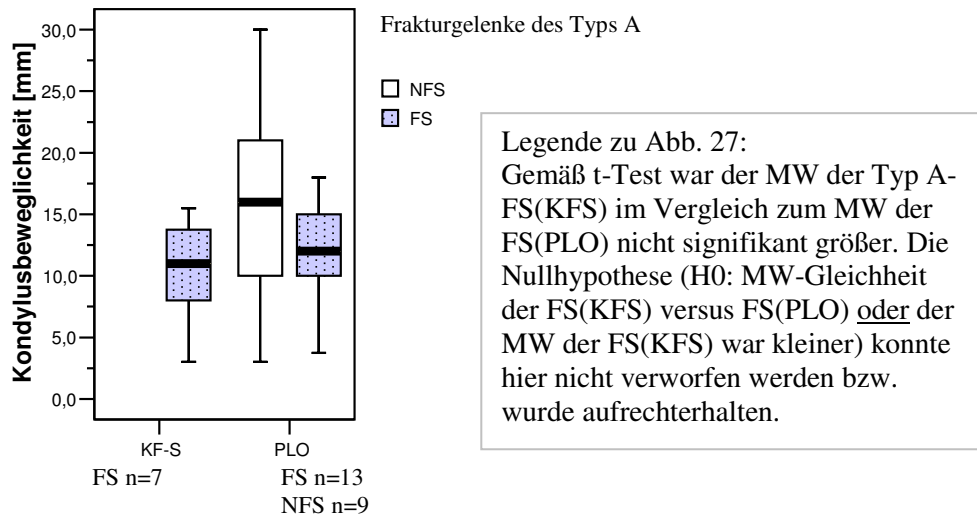 Frakturgelenke des Typs A
Kondylusbeweglichkeit [mm]
30,0
25,0
20,0
15,0
10,0
5,0
0,0
NFS
FS
KF-S
PLO
FS n=7
FS n=13
NFS n=9
Legende zu Abb. 27:
Gemäß t-Test war der MW der Typ A-
FS(KFS) im Vergleich zum MW der
FS(PLO) nicht signifikant größer. Die
Nullhypothese (H0: MW-Gleichheit
der FS(KFS) versus FS(PLO) oder der
MW der FS(KFS) war kleiner) konnte
hier nicht verworfen werden bzw.
wurde aufrechterhalten.